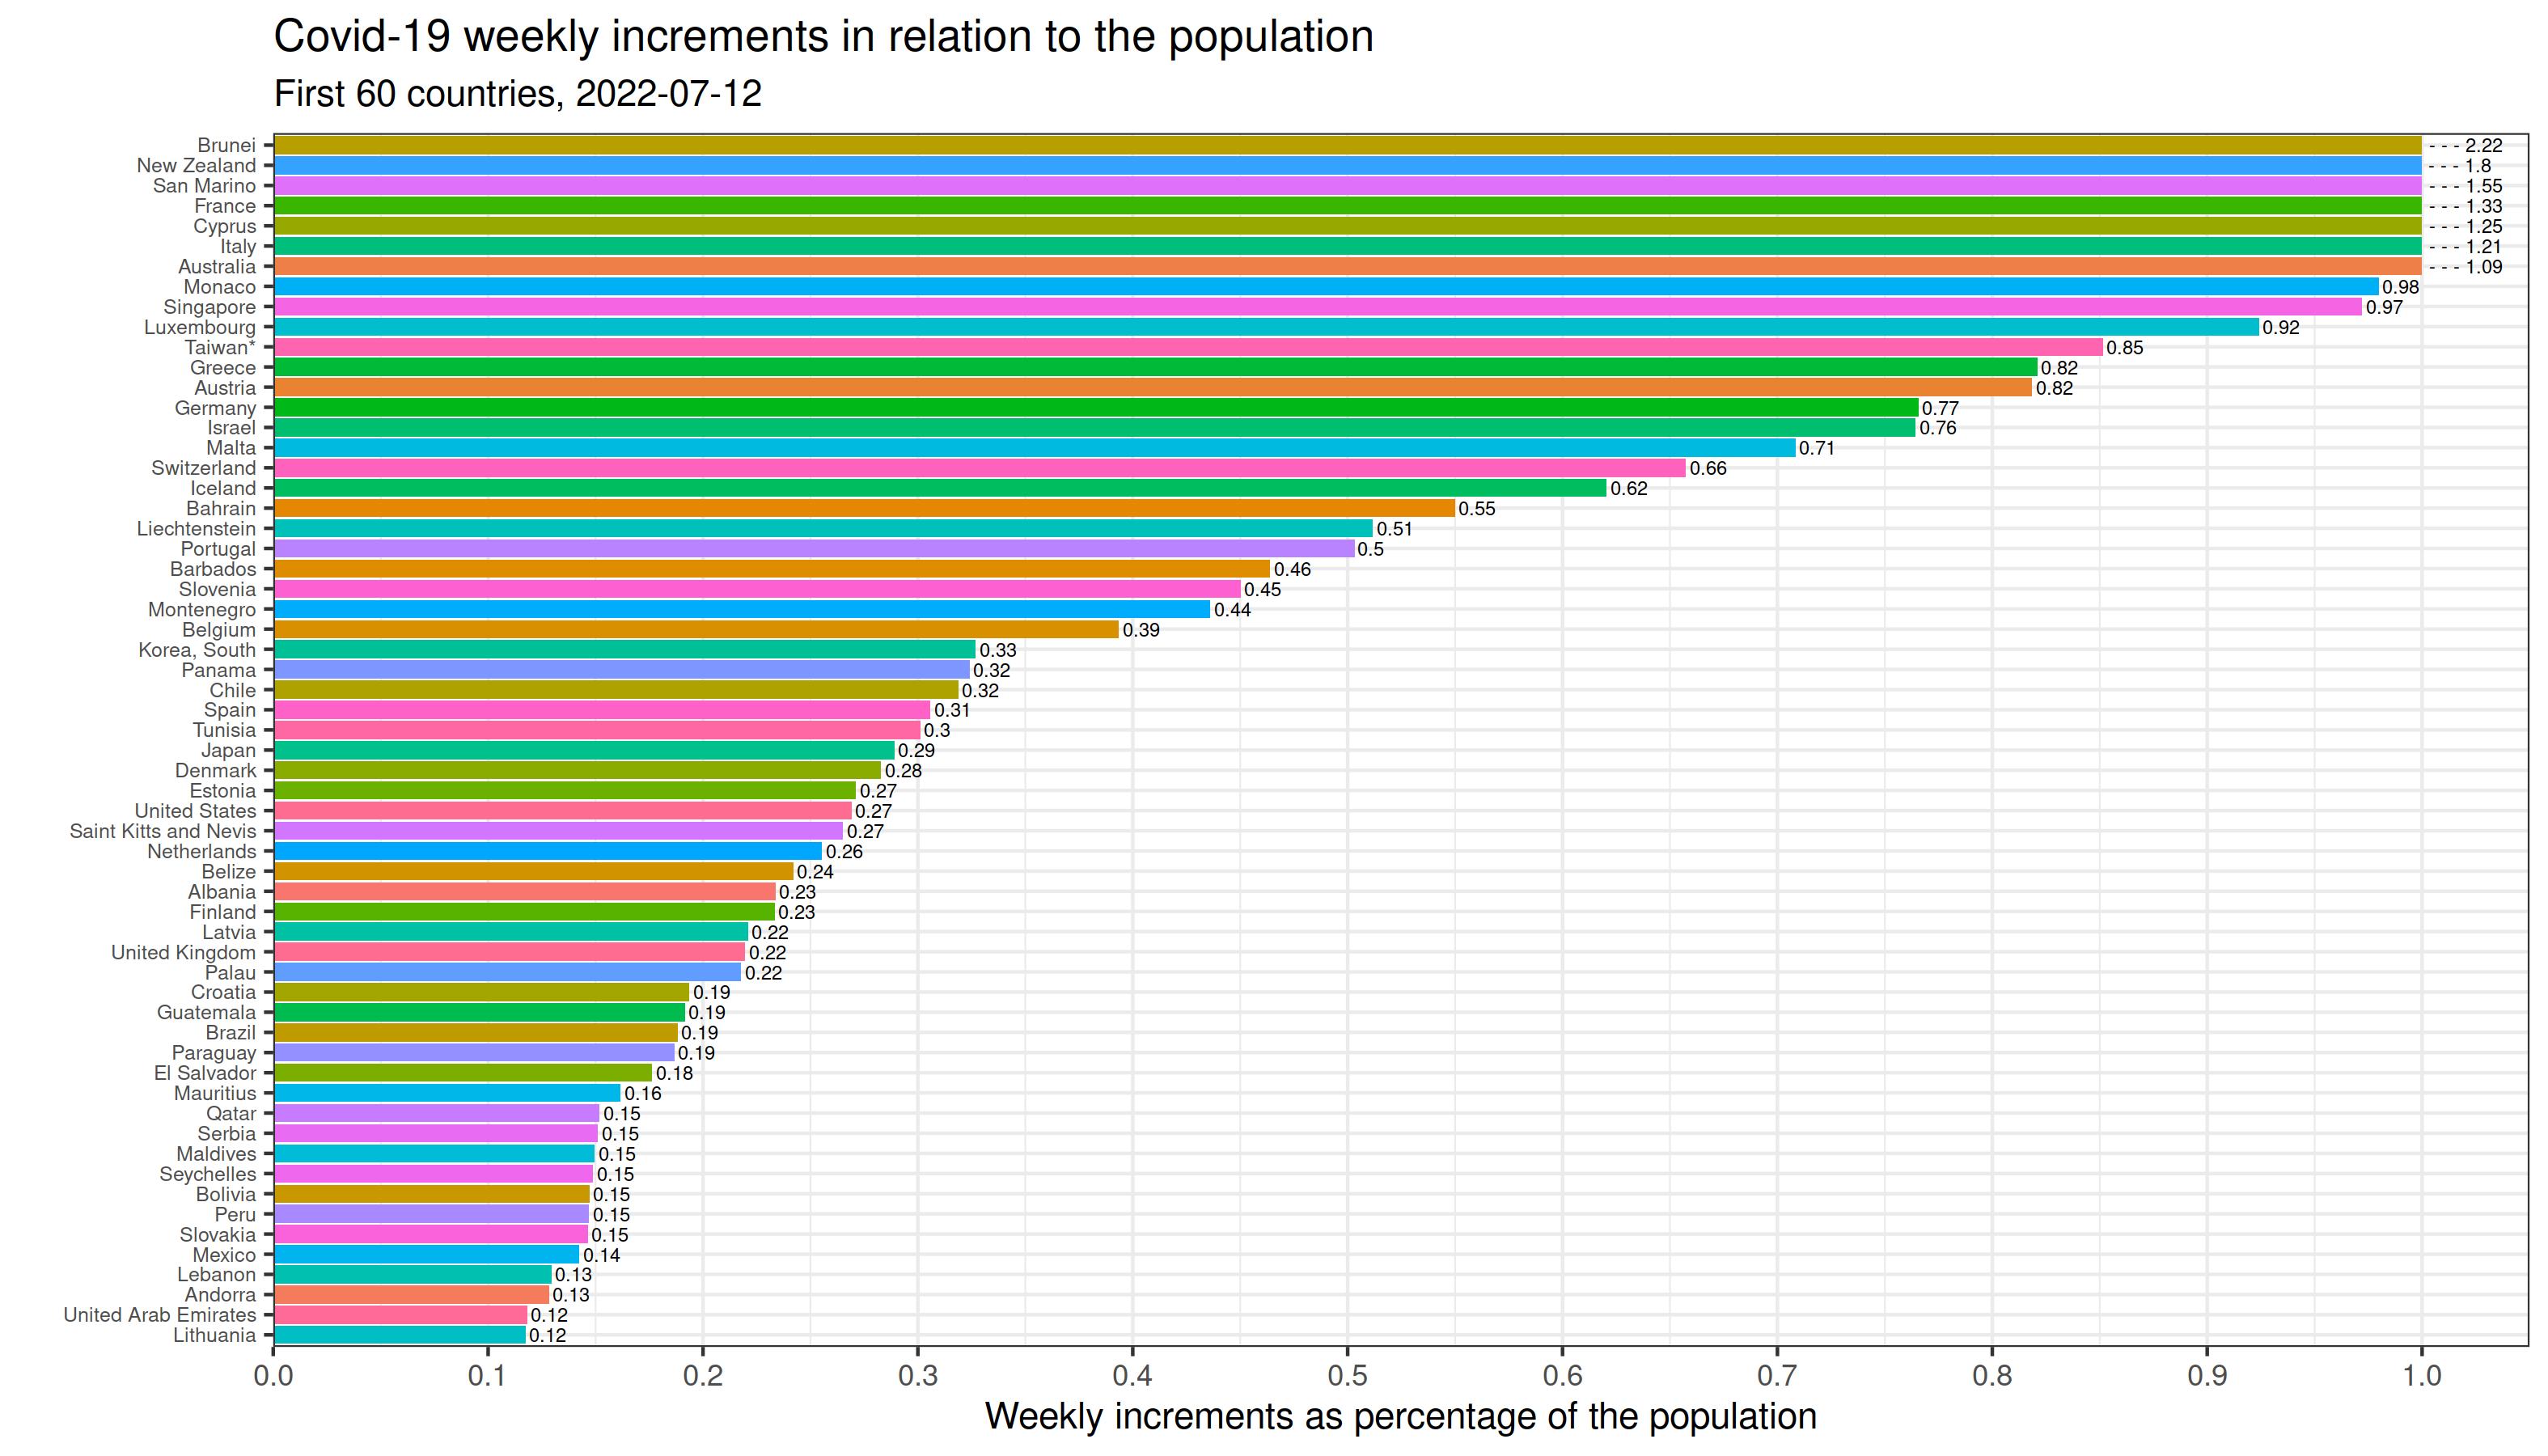 Covid-19 weekly increments in relation to the population
First 60 countries, 2022-07-12
Brunei - - - 2.22
New Zealand - - - 1.8
San Marino - - - 1.55
France - - - 1.33
Cyprus - - - 1.25
Italy - - - 1.21
Australia - - - 1.09
Monaco 0.98
Singapore 0.97
Luxembourg 0.92
Taiwan* 0.85
Greece 0.82
Austria 0.82
Germany 0.77
Israel 0.76
Malta 0.71
Switzerland 0.66
Iceland 0.62
Bahrain 0.55
Liechtenstein 0.51
Portugal 0.5
Barbados 0.46
Slovenia 0.45
Montenegro 0.44
Belgium 0.39
Korea, South 0.33
Panama 0.32
Chile 0.32
Spain 0.31
Tunisia 0.3
Japan 0.29
Denmark 0.28
Estonia 0.27
United States 0.27
Saint Kitts and Nevis 0.27
Netherlands 0.26
Belize 0.24
Albania 0.23
Finland 0.23
Latvia 0.22
United Kingdom 0.22
Palau 0.22
Croatia 0.19
Guatemala 0.19
Brazil 0.19
Paraguay 0.19
El Salvador 0.18
Mauritius 0.16
Qatar 0.15
Serbia 0.15
Maldives 0.15
Seychelles 0.15
Bolivia 0.15
Peru 0.15
Slovakia 0.15
Mexico 0.14
Lebanon 0.13
Andorra 0.13
United Arab Emirates 0.12
Lithuania 0.12
0.0 0.1 0.2 0.3 0.4 0.5 0.6 0.7 0.8 0.9 1.0
Weekly increments as percentage of the population